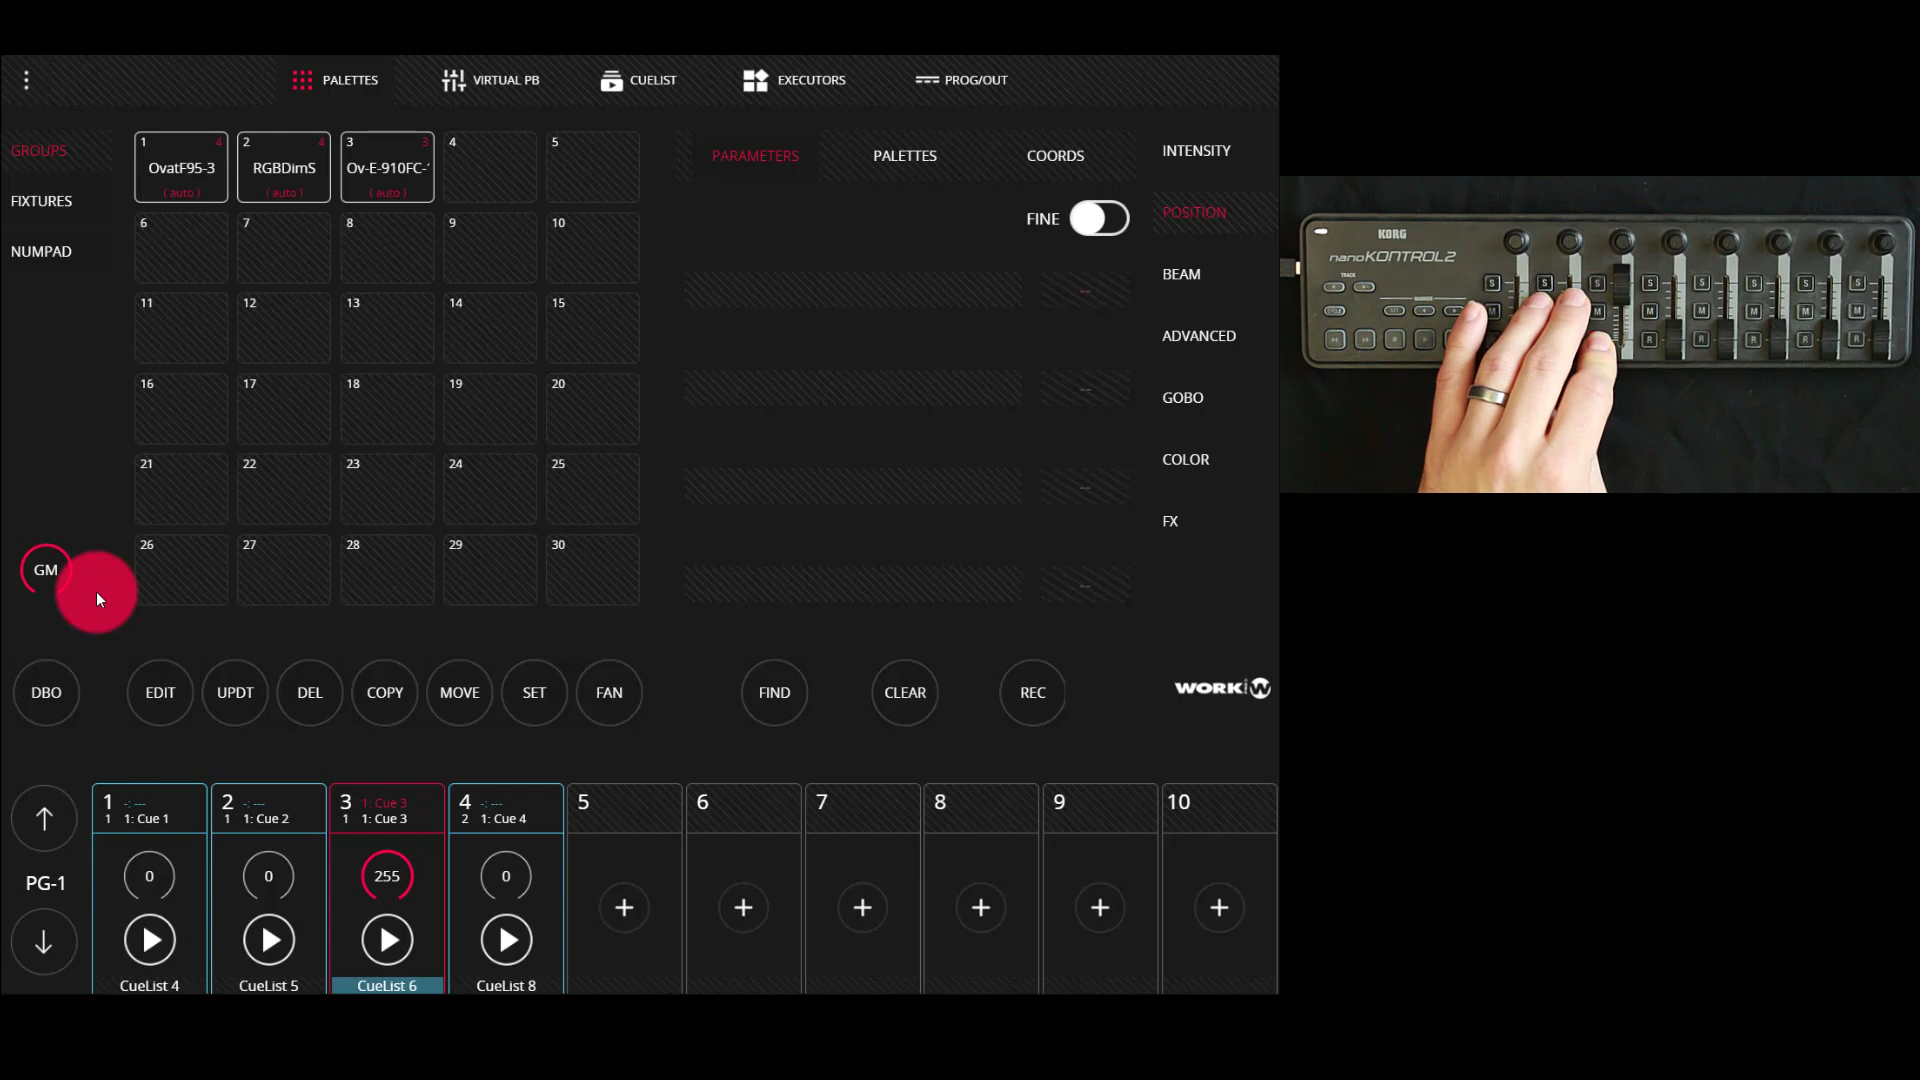 PALETTES
VIRTUAL PB
CUELIST
EXECUTORS
PROG/OUT
GROUPS
FIXTURES
NUMPAD
1 4
OvatF95-3
( auto )
2 4
RGBDimS
( auto )
3 3
Ov-E-910FC-
( auto )
4
5
6
7
8
9
10
11
12
13
14
15
16
17
18
19
20
21
22
23
24
25
26
27
28
29
30
PARAMETERS
PALETTES
COORDS
FINE
--
--
--
--
INTENSITY
POSITION
BEAM
ADVANCED
GOBO
COLOR
FX
GM
DBO
EDIT
UPDT
DEL
COPY
MOVE
SET
FAN
FIND
CLEAR
REC
WORK
PG-1
1 -: ---
1 1: Cue 1
0
CueList 4
2 -: ---
1 1: Cue 2
0
CueList 5
3 1: Cue 3
1 1: Cue 3
255
CueList 6
4 -: ---
2 1: Cue 4
0
CueList 8
5
6
7
8
9
10
KORG
nanoKONTROL2
TRACK
CYCLE
SET
S S S S S S S S
M M M M M M M
R R R R R